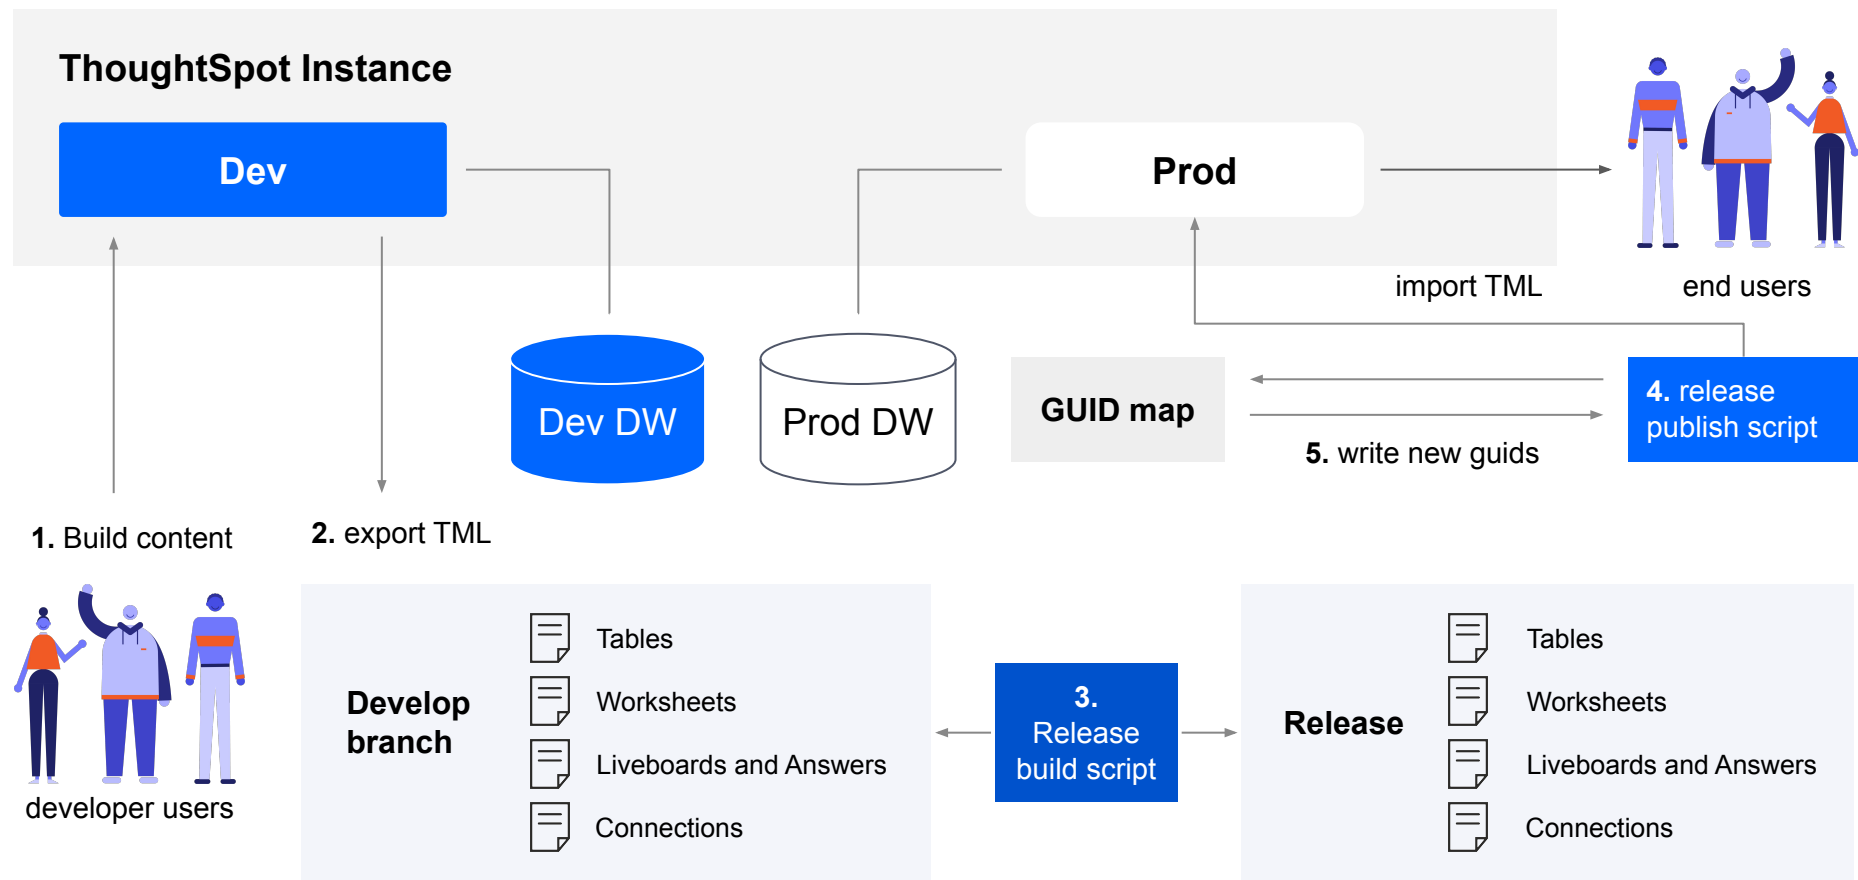 ThoughtSpot Instance
Dev
Prod
import TML
end users
Dev DW
Prod DW
GUID map
4. release
publish script
5. write new guids
1. Build content
2. export TML
developer users
Develop
branch
Tables
Worksheets
Liveboards and Answers
Connections
3.
Release
build script
Release
Tables
Worksheets
Liveboards and Answers
Connections